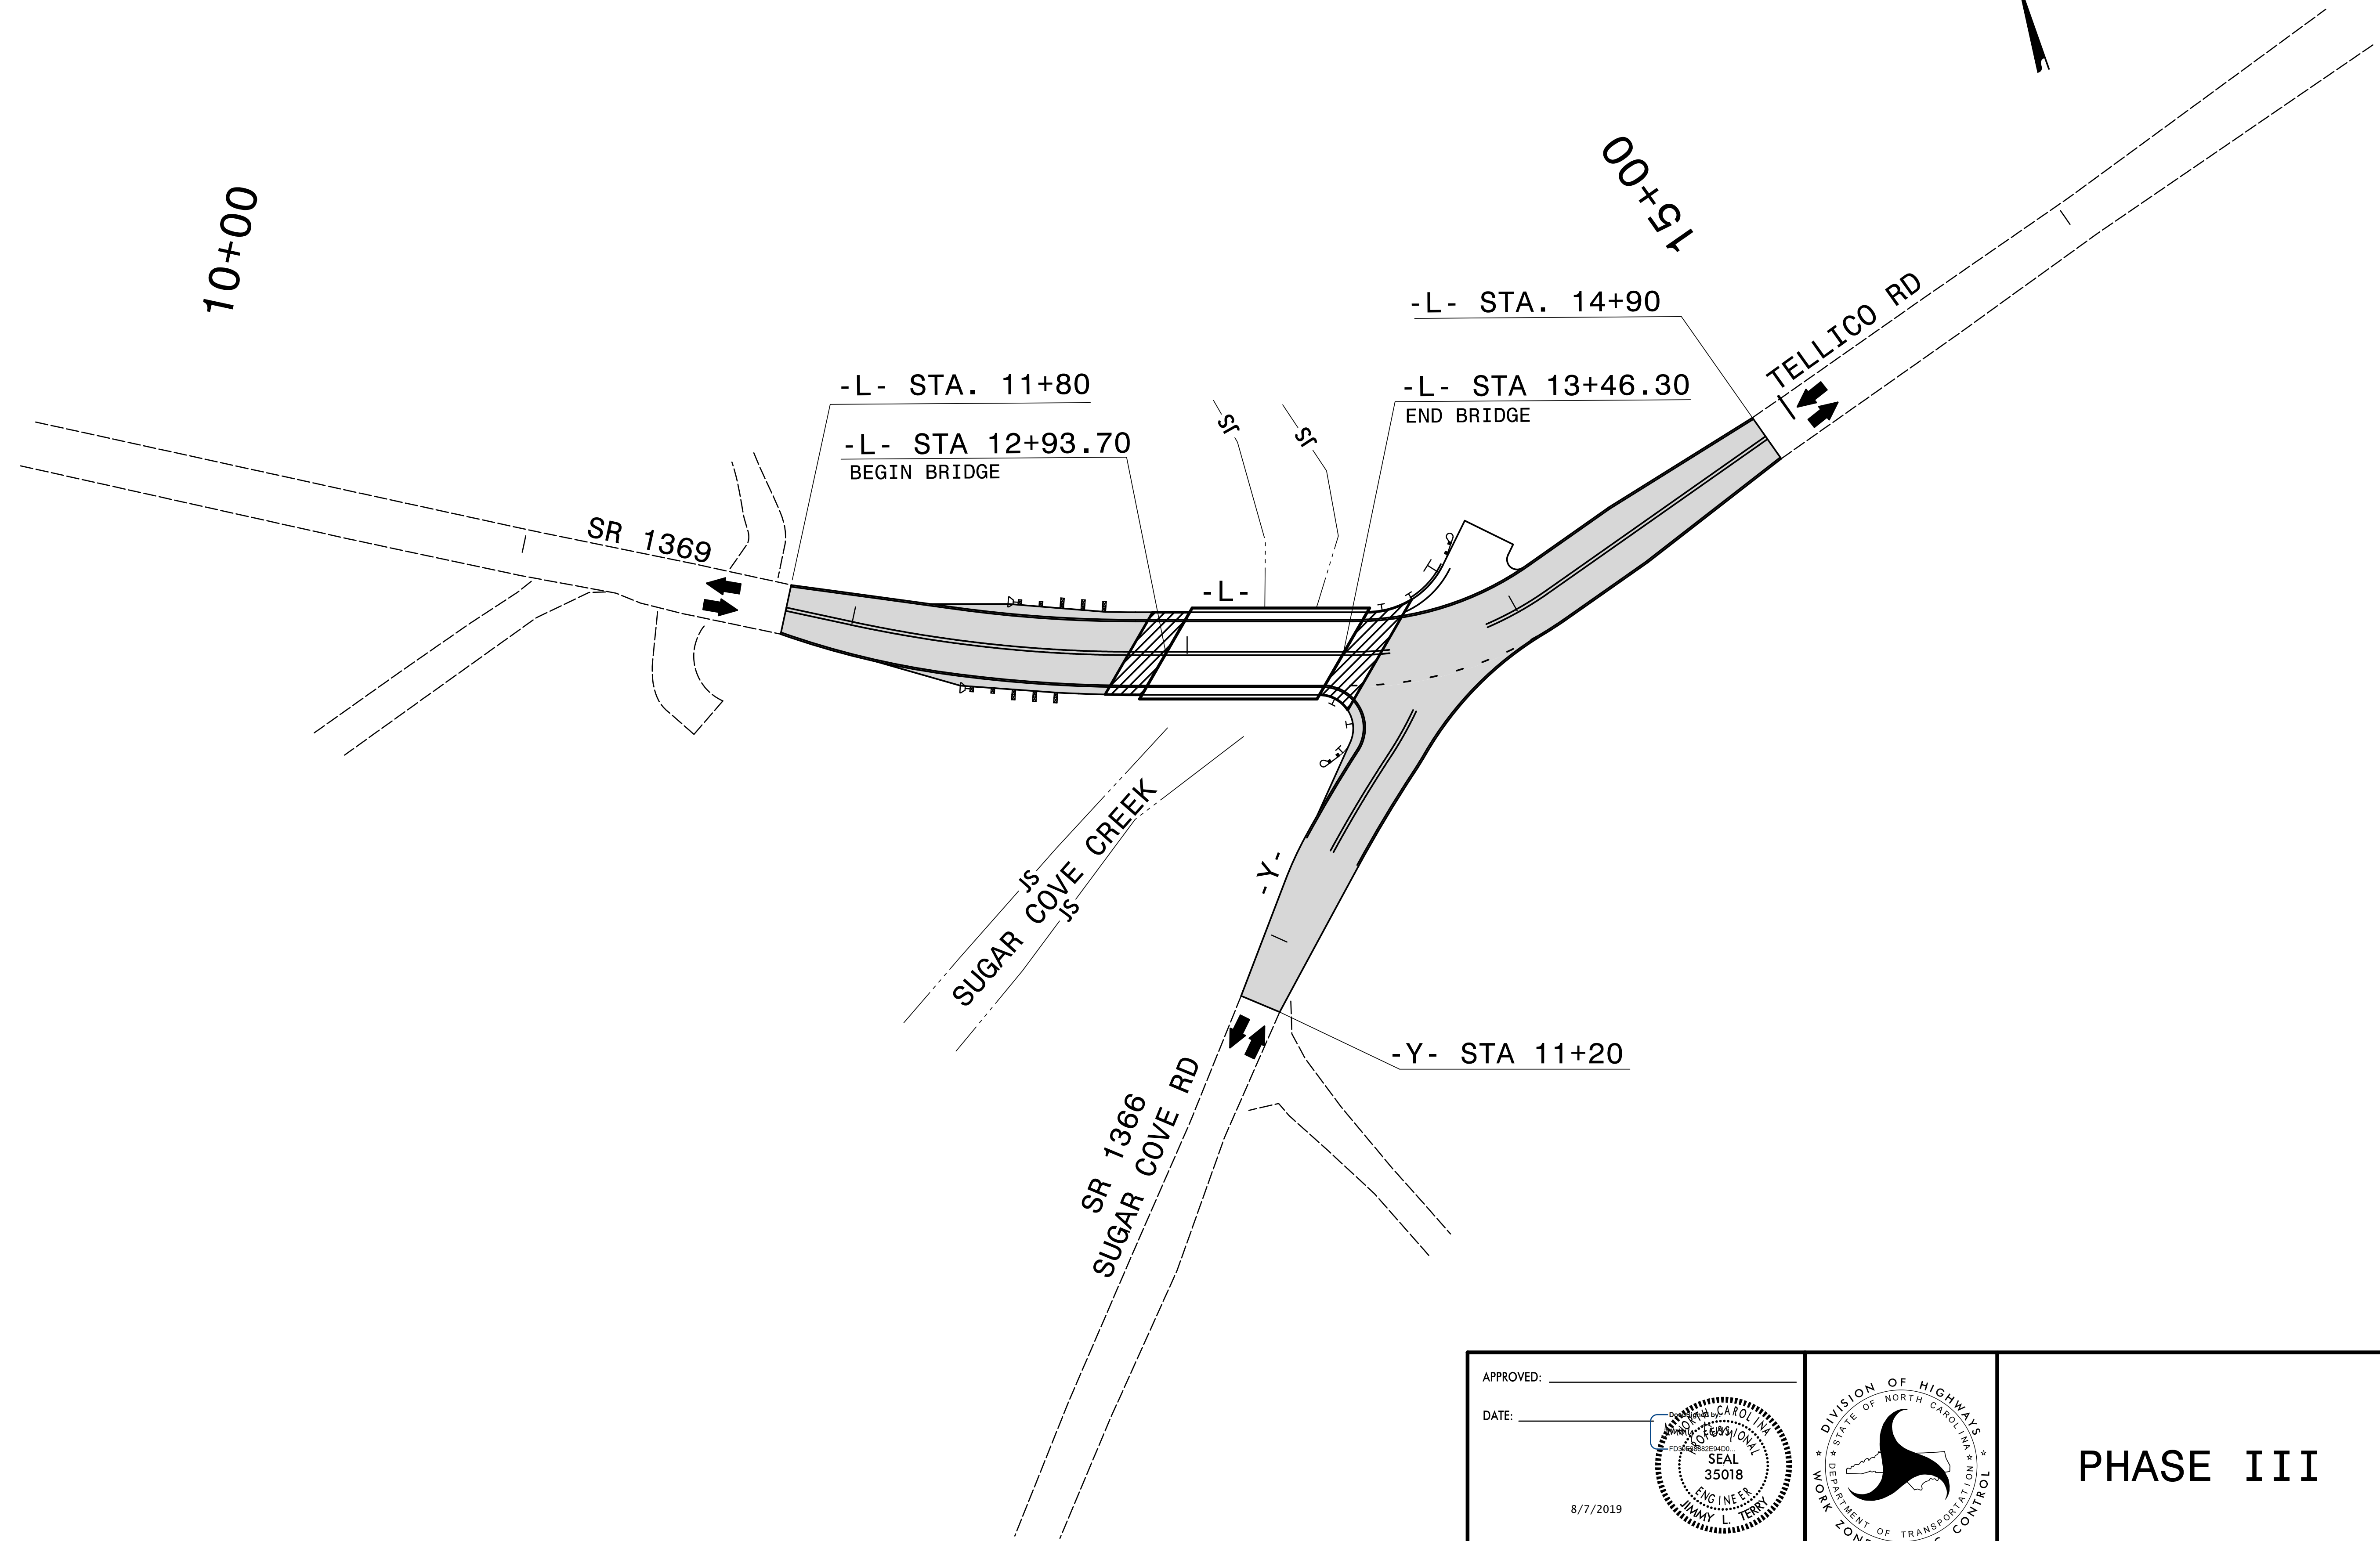 10+00
15+00
-L- STA. 14+90
TELLICO RD
-L- STA. 11+80
-L- STA 13+46.30
END BRIDGE
-L- STA 12+93.70
BEGIN BRIDGE
JS
JS
SR 1369
-L-
SUGAR COVE CREEK
JS
JS
-Y-
-Y- STA 11+20
SR 1366
SUGAR COVE RD
APPROVED:
DATE:
NORTH CAROLINA
PROFESSIONAL
SEAL
35018
ENGINEER
JIMMY L. TERRY
8/7/2019
DIVISION OF HIGHWAYS
STATE OF NORTH CAROLINA
DEPARTMENT OF TRANSPORTATION
WORK CONTROL
PHASE III